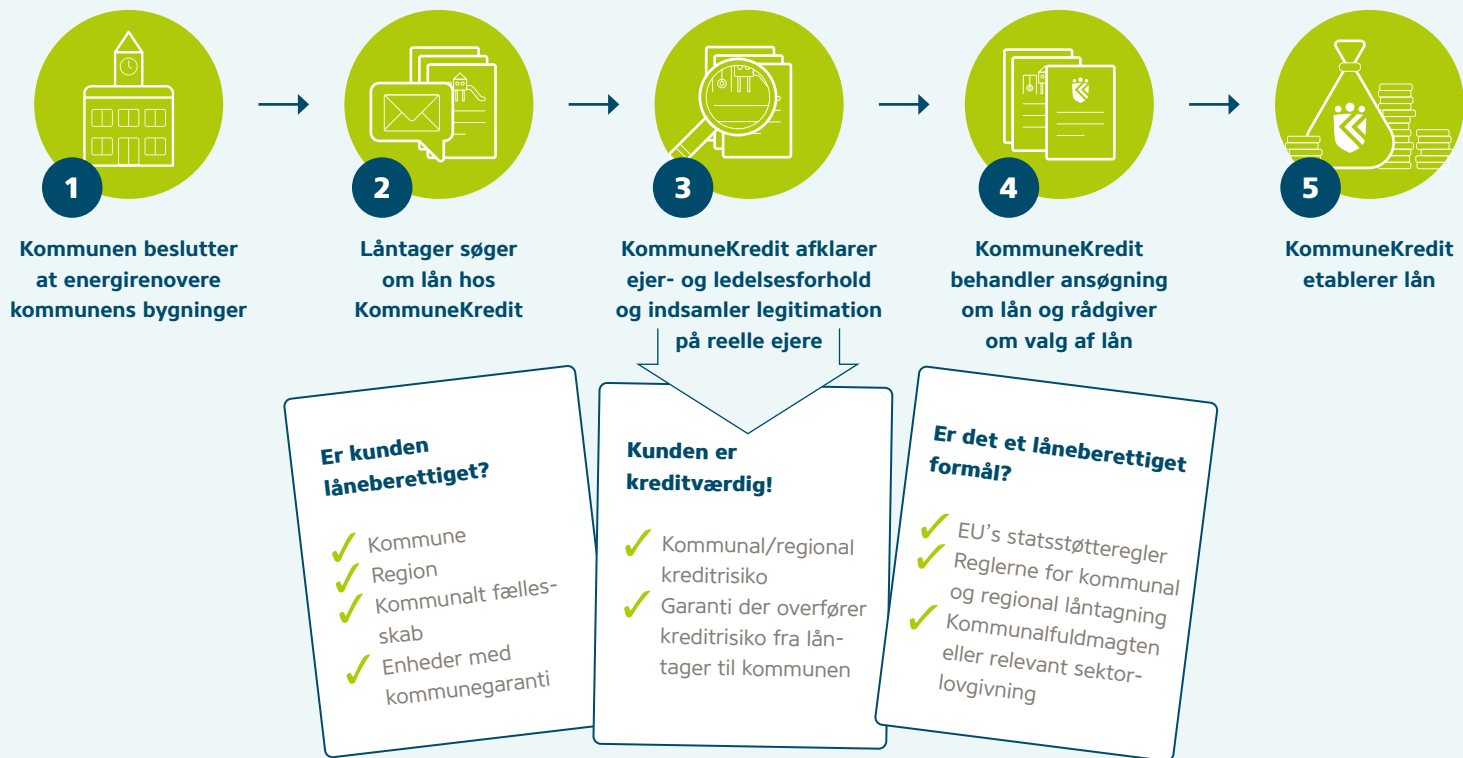 1
Kommunen beslutter
at energirenovere
kommunens bygninger
2
Låntager søger
om lån hos
KommuneKredit
3
KommuneKredit afklarer
ejer- og ledelsesforhold
og indsamler legitimation
på reelle ejere
4
KommuneKredit
behandler ansøgning
om lån og rådgiver
om valg af lån
5
KommuneKredit
etablerer lån
Er kunden
låneberettiget?
Kommune
Region
Kommunalt fælles-
skab
Enheder med
kommunegaranti
Kunden er
kreditværdig!
Kommunal/regional
kreditrisiko
Garanti der overfører
kreditrisiko fra lån-
tager til kommunen
Er det et låneberettiget
formål?
EU's statsstøtteregler
Reglerne for kommunal
og regional låntagning
Kommunalfuldmagten
eller relevant sektor-
lovgivning